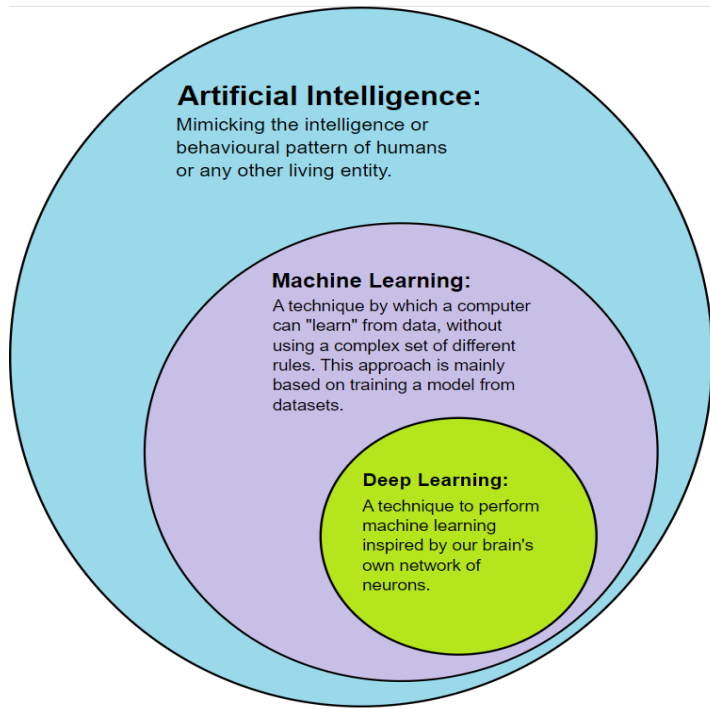 Artificial Intelligence:
Mimicking the intelligence or
behavioural pattern of humans
or any other living entity.
Machine Learning:
A technique by which a computer
can "learn" from data, without
using a complex set of different
rules. This approach is mainly
based on training a model from
datasets.
Deep Learning:
A technique to perform
machine learning
inspired by our brain's
own network of
neurons.